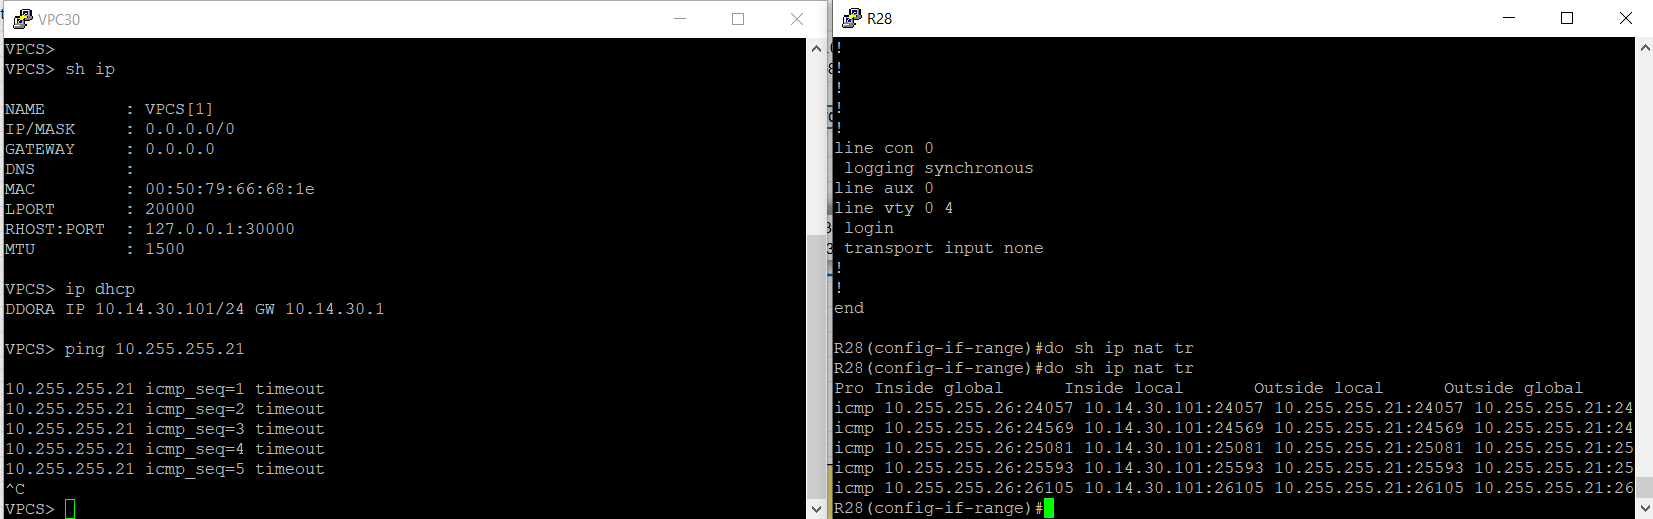 VPC30
VPCS>
VPCS> sh ip
NAME        : VPCS[1]
IP/MASK     : 0.0.0.0/0
GATEWAY     : 0.0.0.0
DNS         :
MAC         : 00:50:79:66:68:1e
LPORT       : 20000
RHOST:PORT  : 127.0.0.1:30000
MTU         : 1500
VPCS> ip dhcp
DDORA IP 10.14.30.101/24 GW 10.14.30.1
VPCS> ping 10.255.255.21
10.255.255.21 icmp_seq=1 timeout
10.255.255.21 icmp_seq=2 timeout
10.255.255.21 icmp_seq=3 timeout
10.255.255.21 icmp_seq=4 timeout
10.255.255.21 icmp_seq=5 timeout
^C
VPCS>
R28
!
!
!
!
!
line con 0
 logging synchronous
line aux 0
line vty 0 4
 login
 transport input none
!
!
end
R28(config-if-range)#do sh ip nat tr
R28(config-if-range)#do sh ip nat tr
Pro Inside global      Inside local       Outside local      Outside global
icmp 10.255.255.26:24057 10.14.30.101:24057 10.255.255.21:24057 10.255.255.21:24
icmp 10.255.255.26:24569 10.14.30.101:24569 10.255.255.21:24569 10.255.255.21:24
icmp 10.255.255.26:25081 10.14.30.101:25081 10.255.255.21:25081 10.255.255.21:25
icmp 10.255.255.26:25593 10.14.30.101:25593 10.255.255.21:25593 10.255.255.21:25
icmp 10.255.255.26:26105 10.14.30.101:26105 10.255.255.21:26105 10.255.255.21:26
R28(config-if-range)#